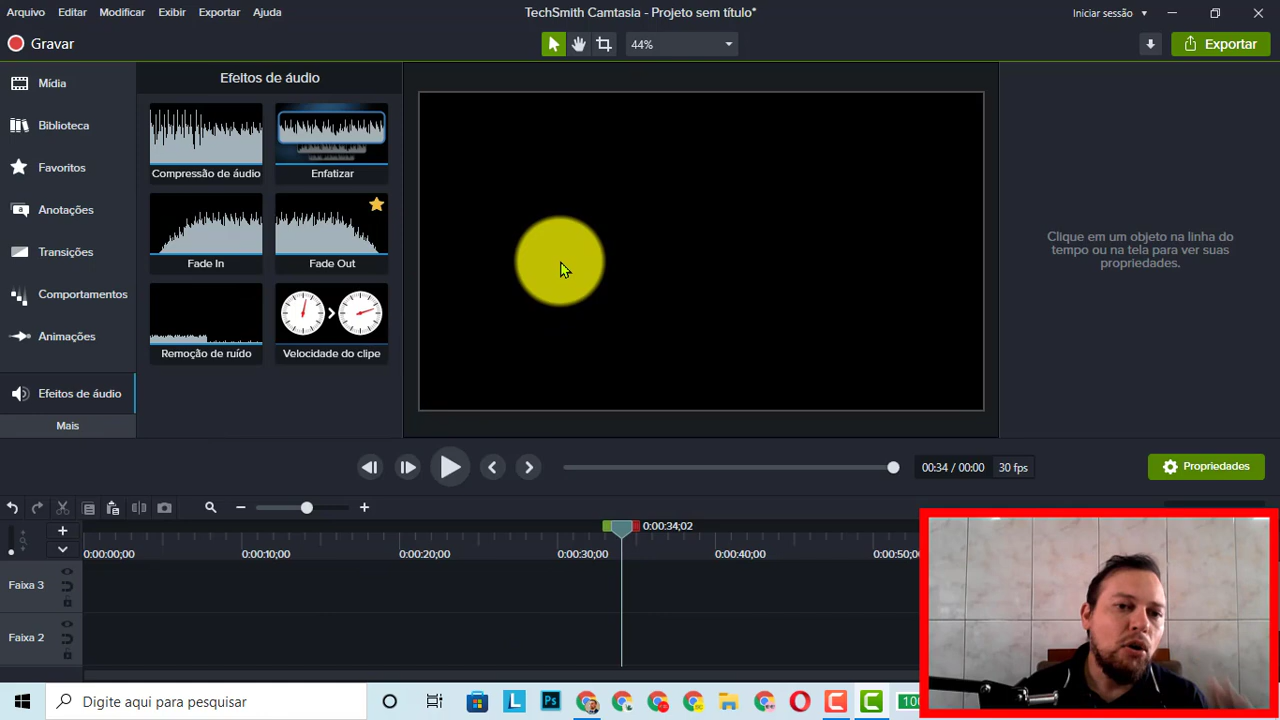 Arquivo Editar Modificar Exibir Exportar Ajuda
TechSmith Camtasia - Projeto sem título*
Iniciar sessão
Gravar
44%
Exportar
Mídia
Biblioteca
Favoritos
Anotações
Transições
Comportamentos
Animações
Efeitos de áudio
Mais
Efeitos de áudio
Compressão de áudio
Enfatizar
Fade In
Fade Out
Remoção de ruído
Velocidade do clipe
Clique em um objeto na linha do
tempo ou na tela para ver suas
propriedades.
00:34 / 00:00
30 fps
Propriedades
0:00:34;02
0:00:00;00
0:00:10;00
0:00:20;00
0:00:30;00
0:00:40;00
0:00:50;0
Faixa 3
Faixa 2
Digite aqui para pesquisar
L
Ps